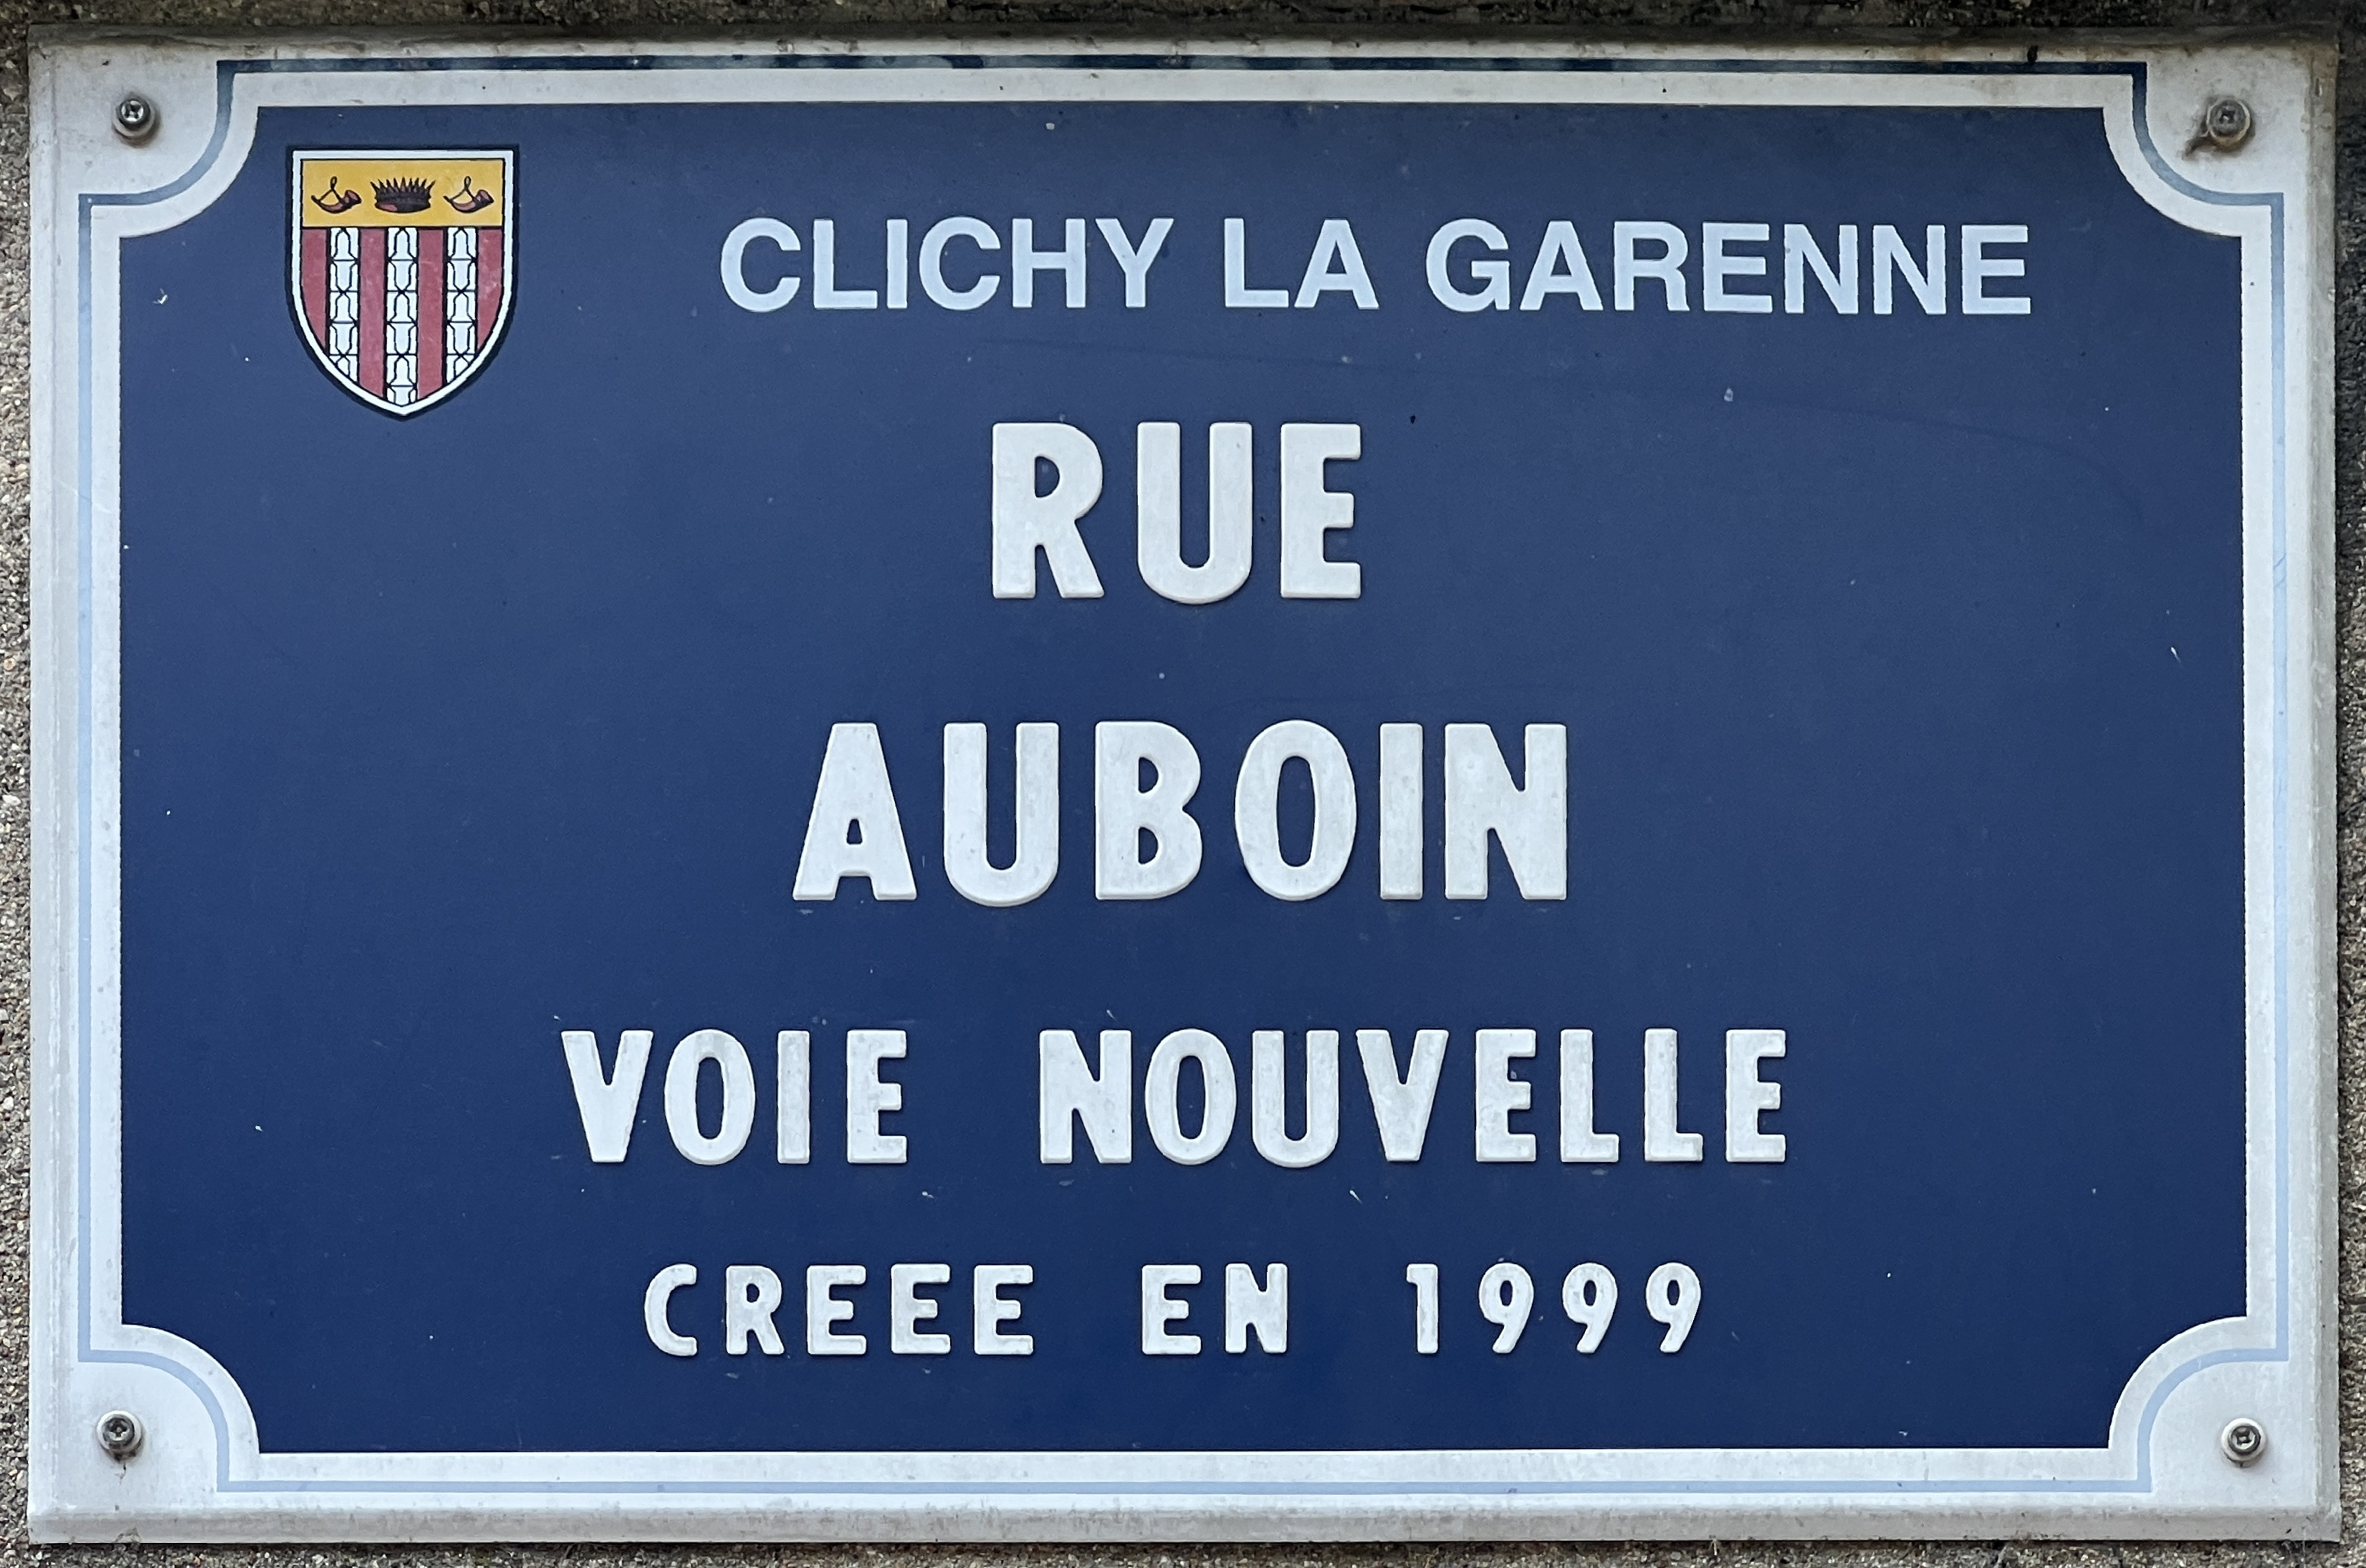 CLICHY LA GARENNE
RUE
AUBOIN
VOIE NOUVELLE
CREEE EN 1999